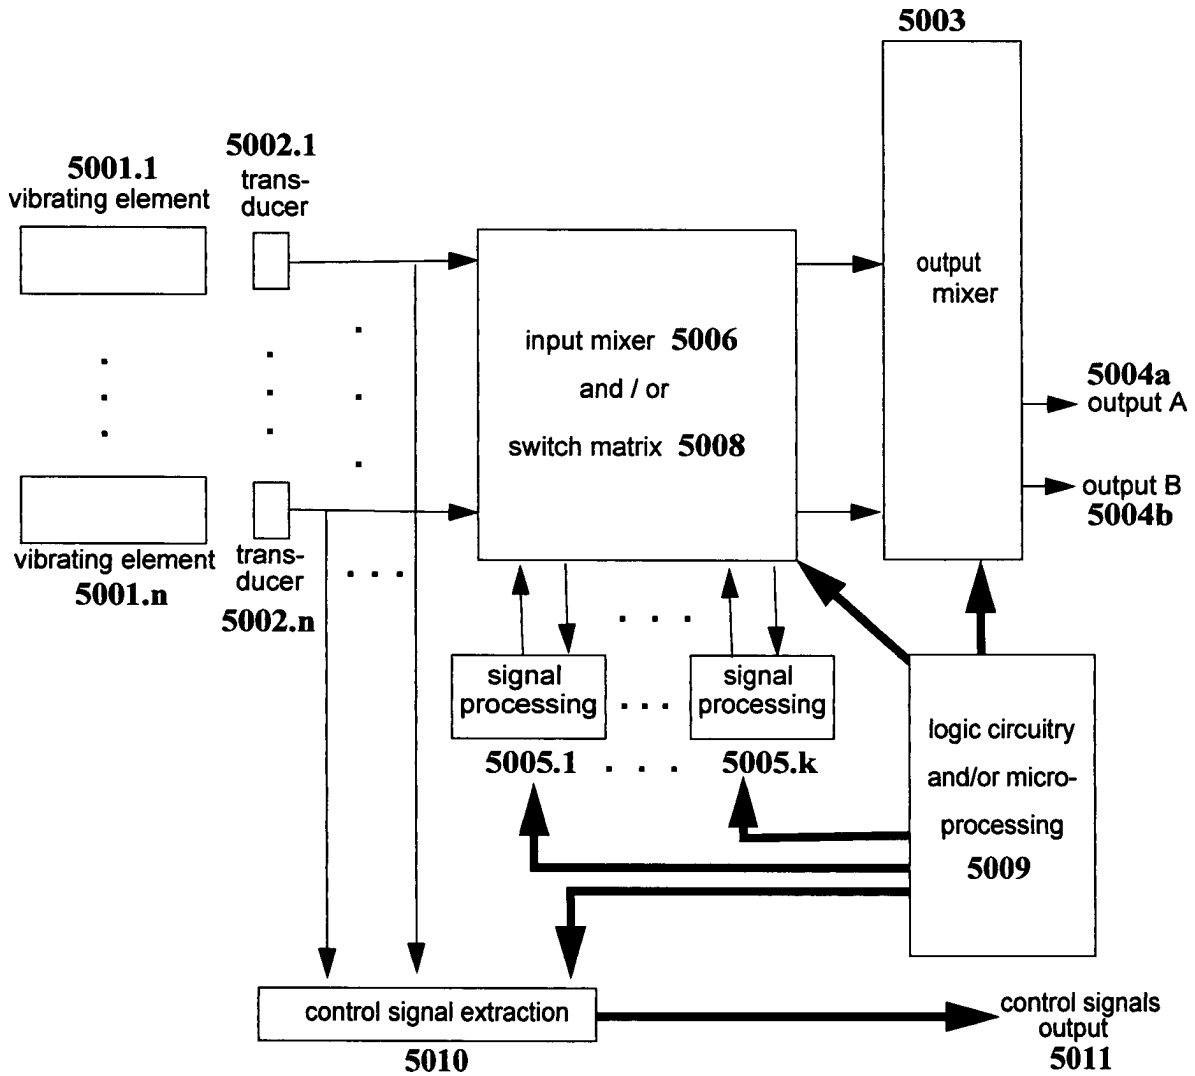 5003
5002.1
trans-
ducer
5001.1
vibrating element
output
mixer
input mixer 5006
and / or
switch matrix 5008
5004a
output A
output B
5004b
vibrating element
5001.n
trans-
ducer
5002.n
signal
processing
5005.1
signal
processing
5005.k
logic circuitry
and/or micro-
processing
5009
control signal extraction
5010
control signals
output
5011